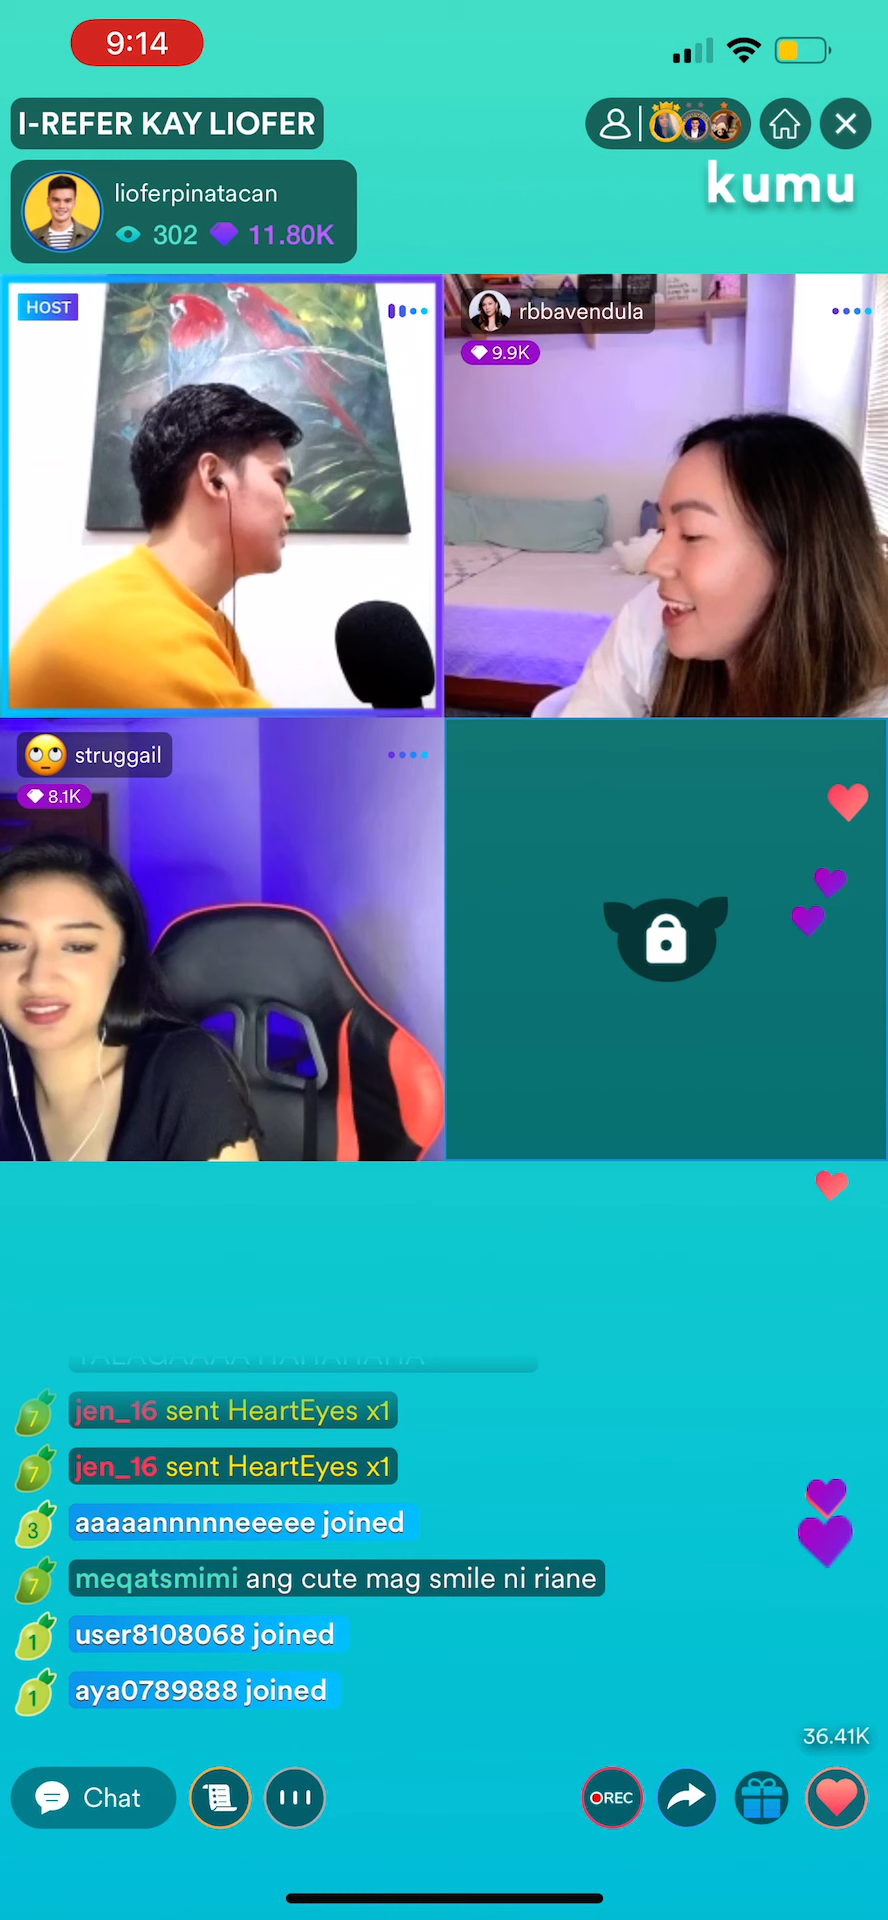 9:14
I-REFER KAY LIOFER
lioferpinatacan
302 11.80K
kumu
HOST
rbbavendula
9.9K
struggail
8.1K
jen_16 sent HeartEyes x1
jen_16 sent HeartEyes x1
aaaaannnnneeeee joined
meqatsmimi ang cute mag smile ni riane
user8108068 joined
aya0789888 joined
7
7
3
7
1
1
36.41K
Chat
REC